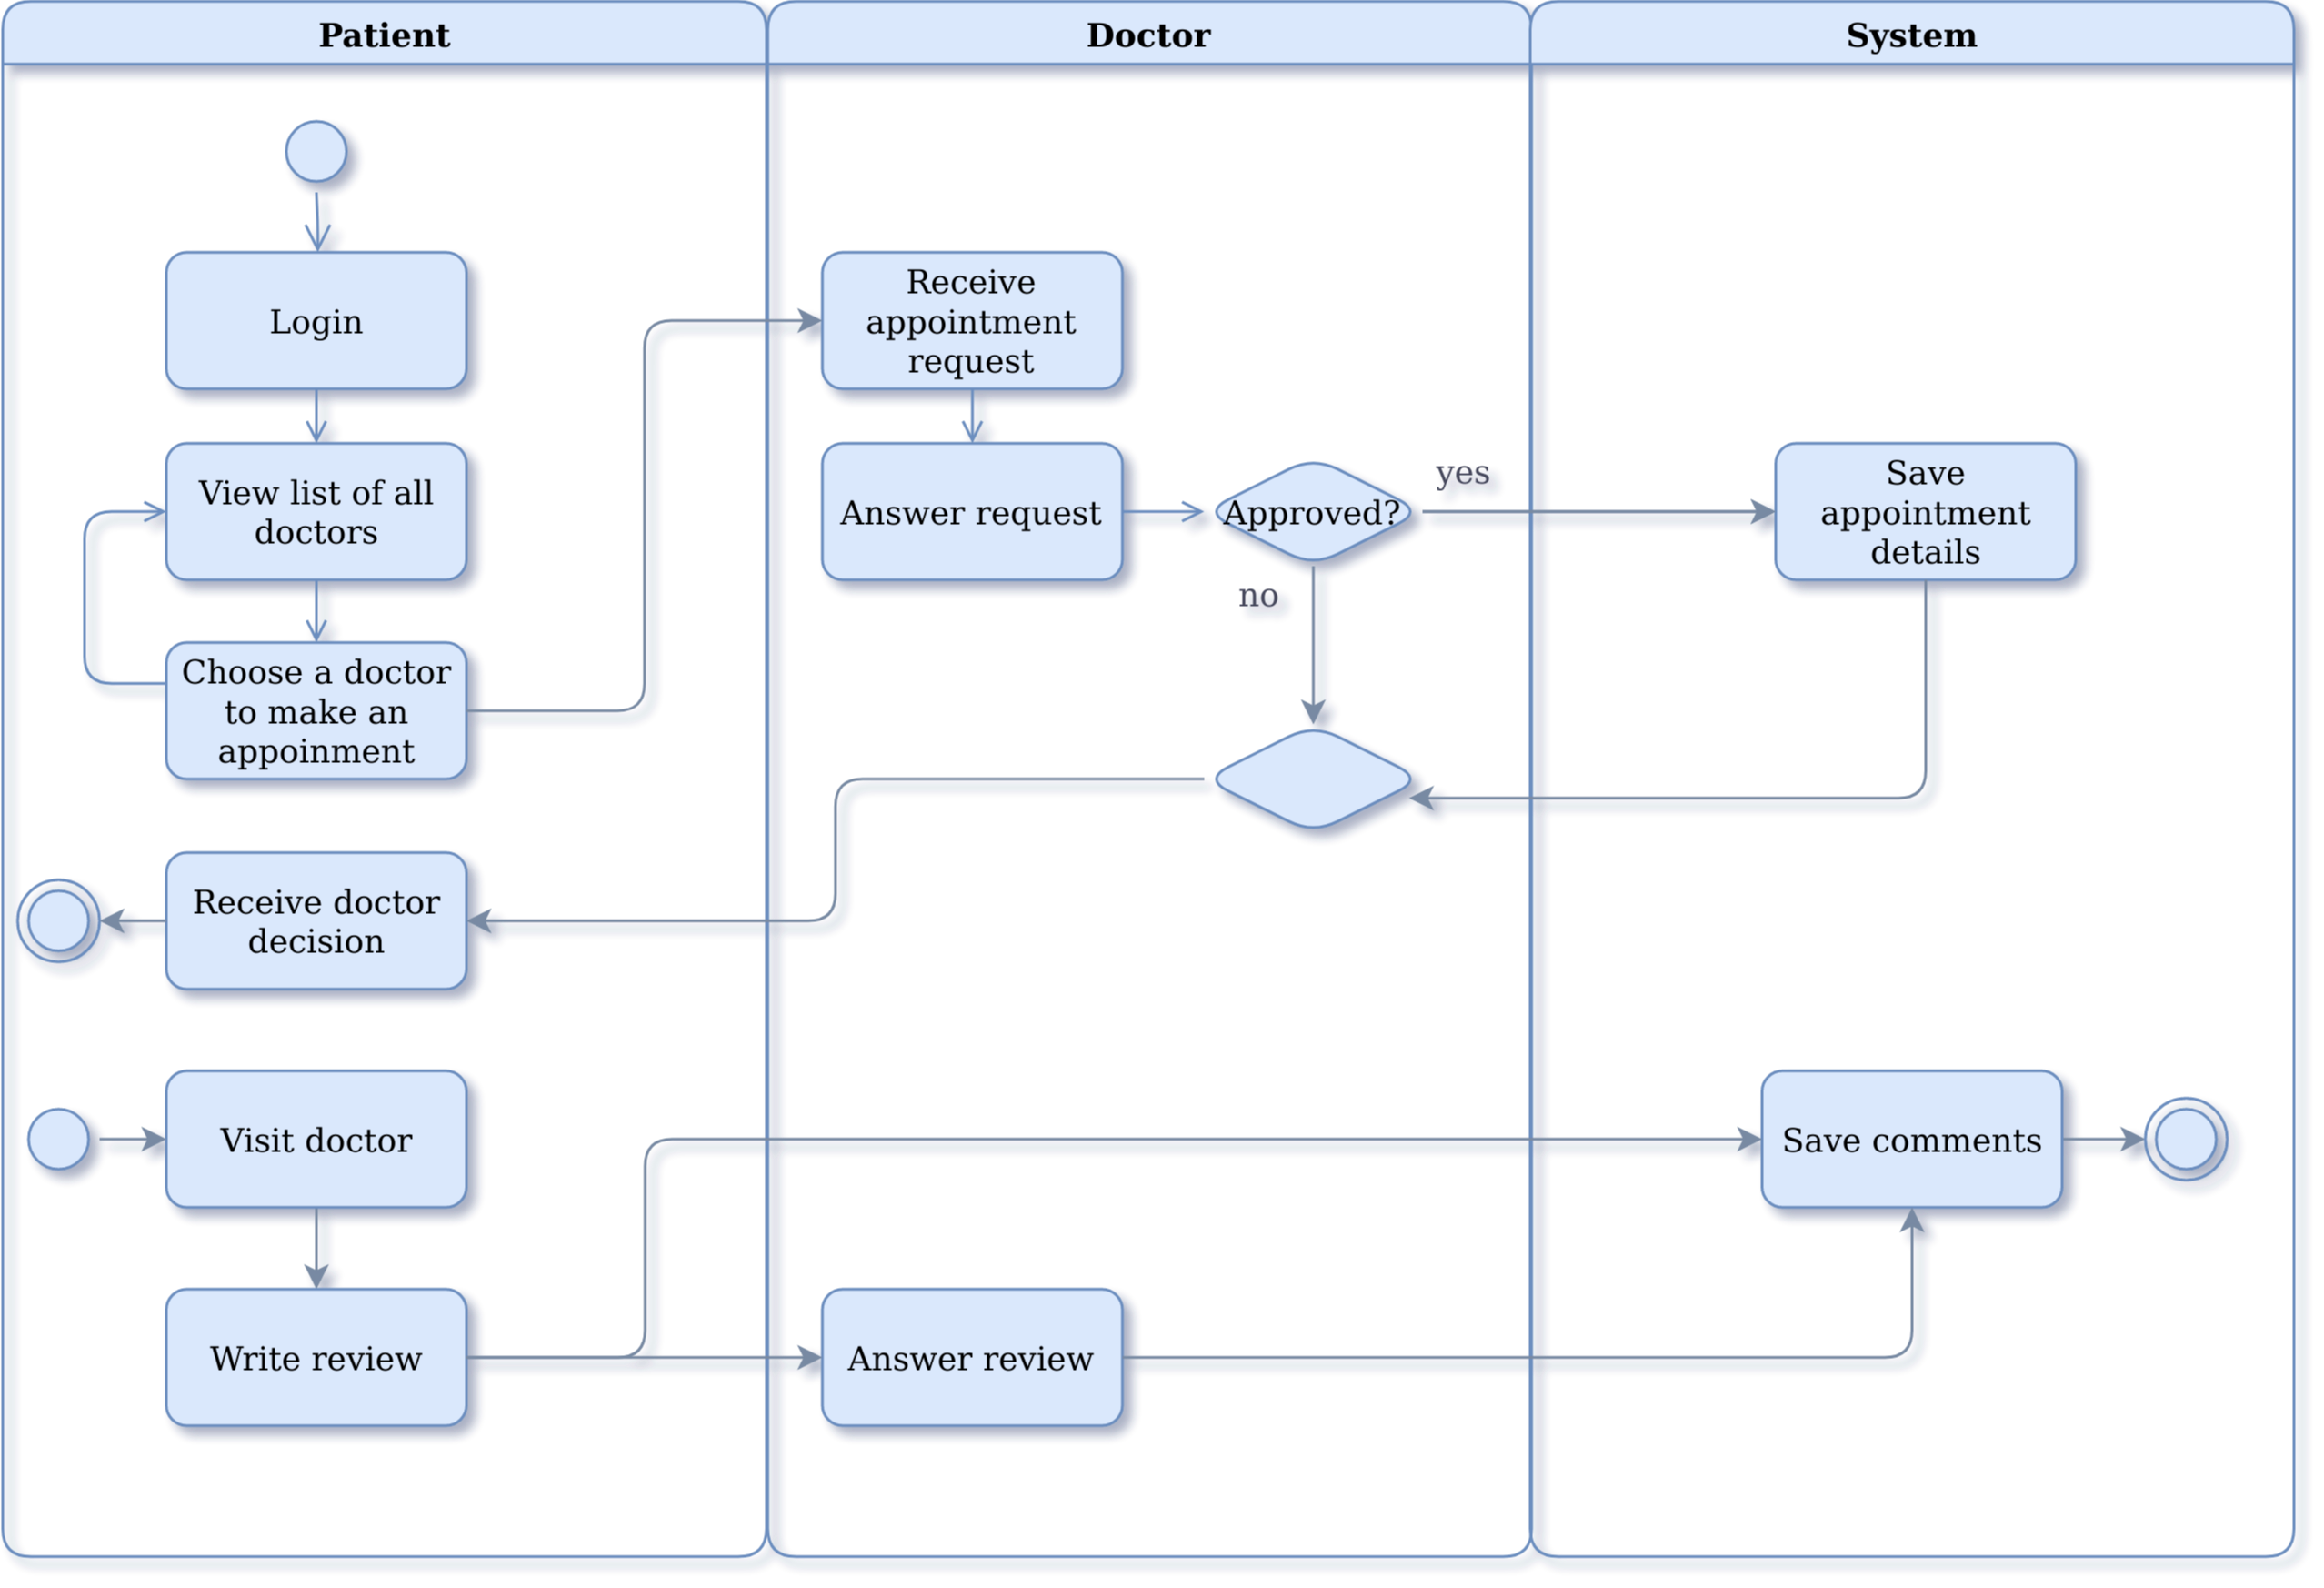 Patient
Doctor
System
Login
Receive
appointment
request
View list of all
doctors
Answer request
Approved?
yes
Save
appointment
details
no
Choose a doctor
to make an
appoinment
Receive doctor
decision
Visit doctor
Save comments
Write review
Answer review